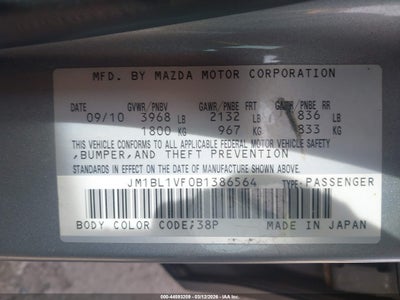 MFD. BY MAZDA MOTOR CORPORATION
09/10 GVWR/PNBV GAWR/PNBE FRT GAWR/PNBE RR
3968 LB 2132 LB 1836 LB
1800 KG 967 KG 833 KG
THIS VEHICLE CONFORMS TO ALL APPLICABLE FEDERAL MOTOR VEHICLE SAFETY
,BUMPER,AND THEFT PREVENTION
STANDARDS IN EFFECT ON THE DATE OF MANUFACTURE SHOWN ABOVE.
JM1BL1VF0B1386564 TYPE: PASSENGER
BODY COLOR CODE;38P MADE IN JAPAN
000-44593209 - 03/12/2026 - IAA Inc.